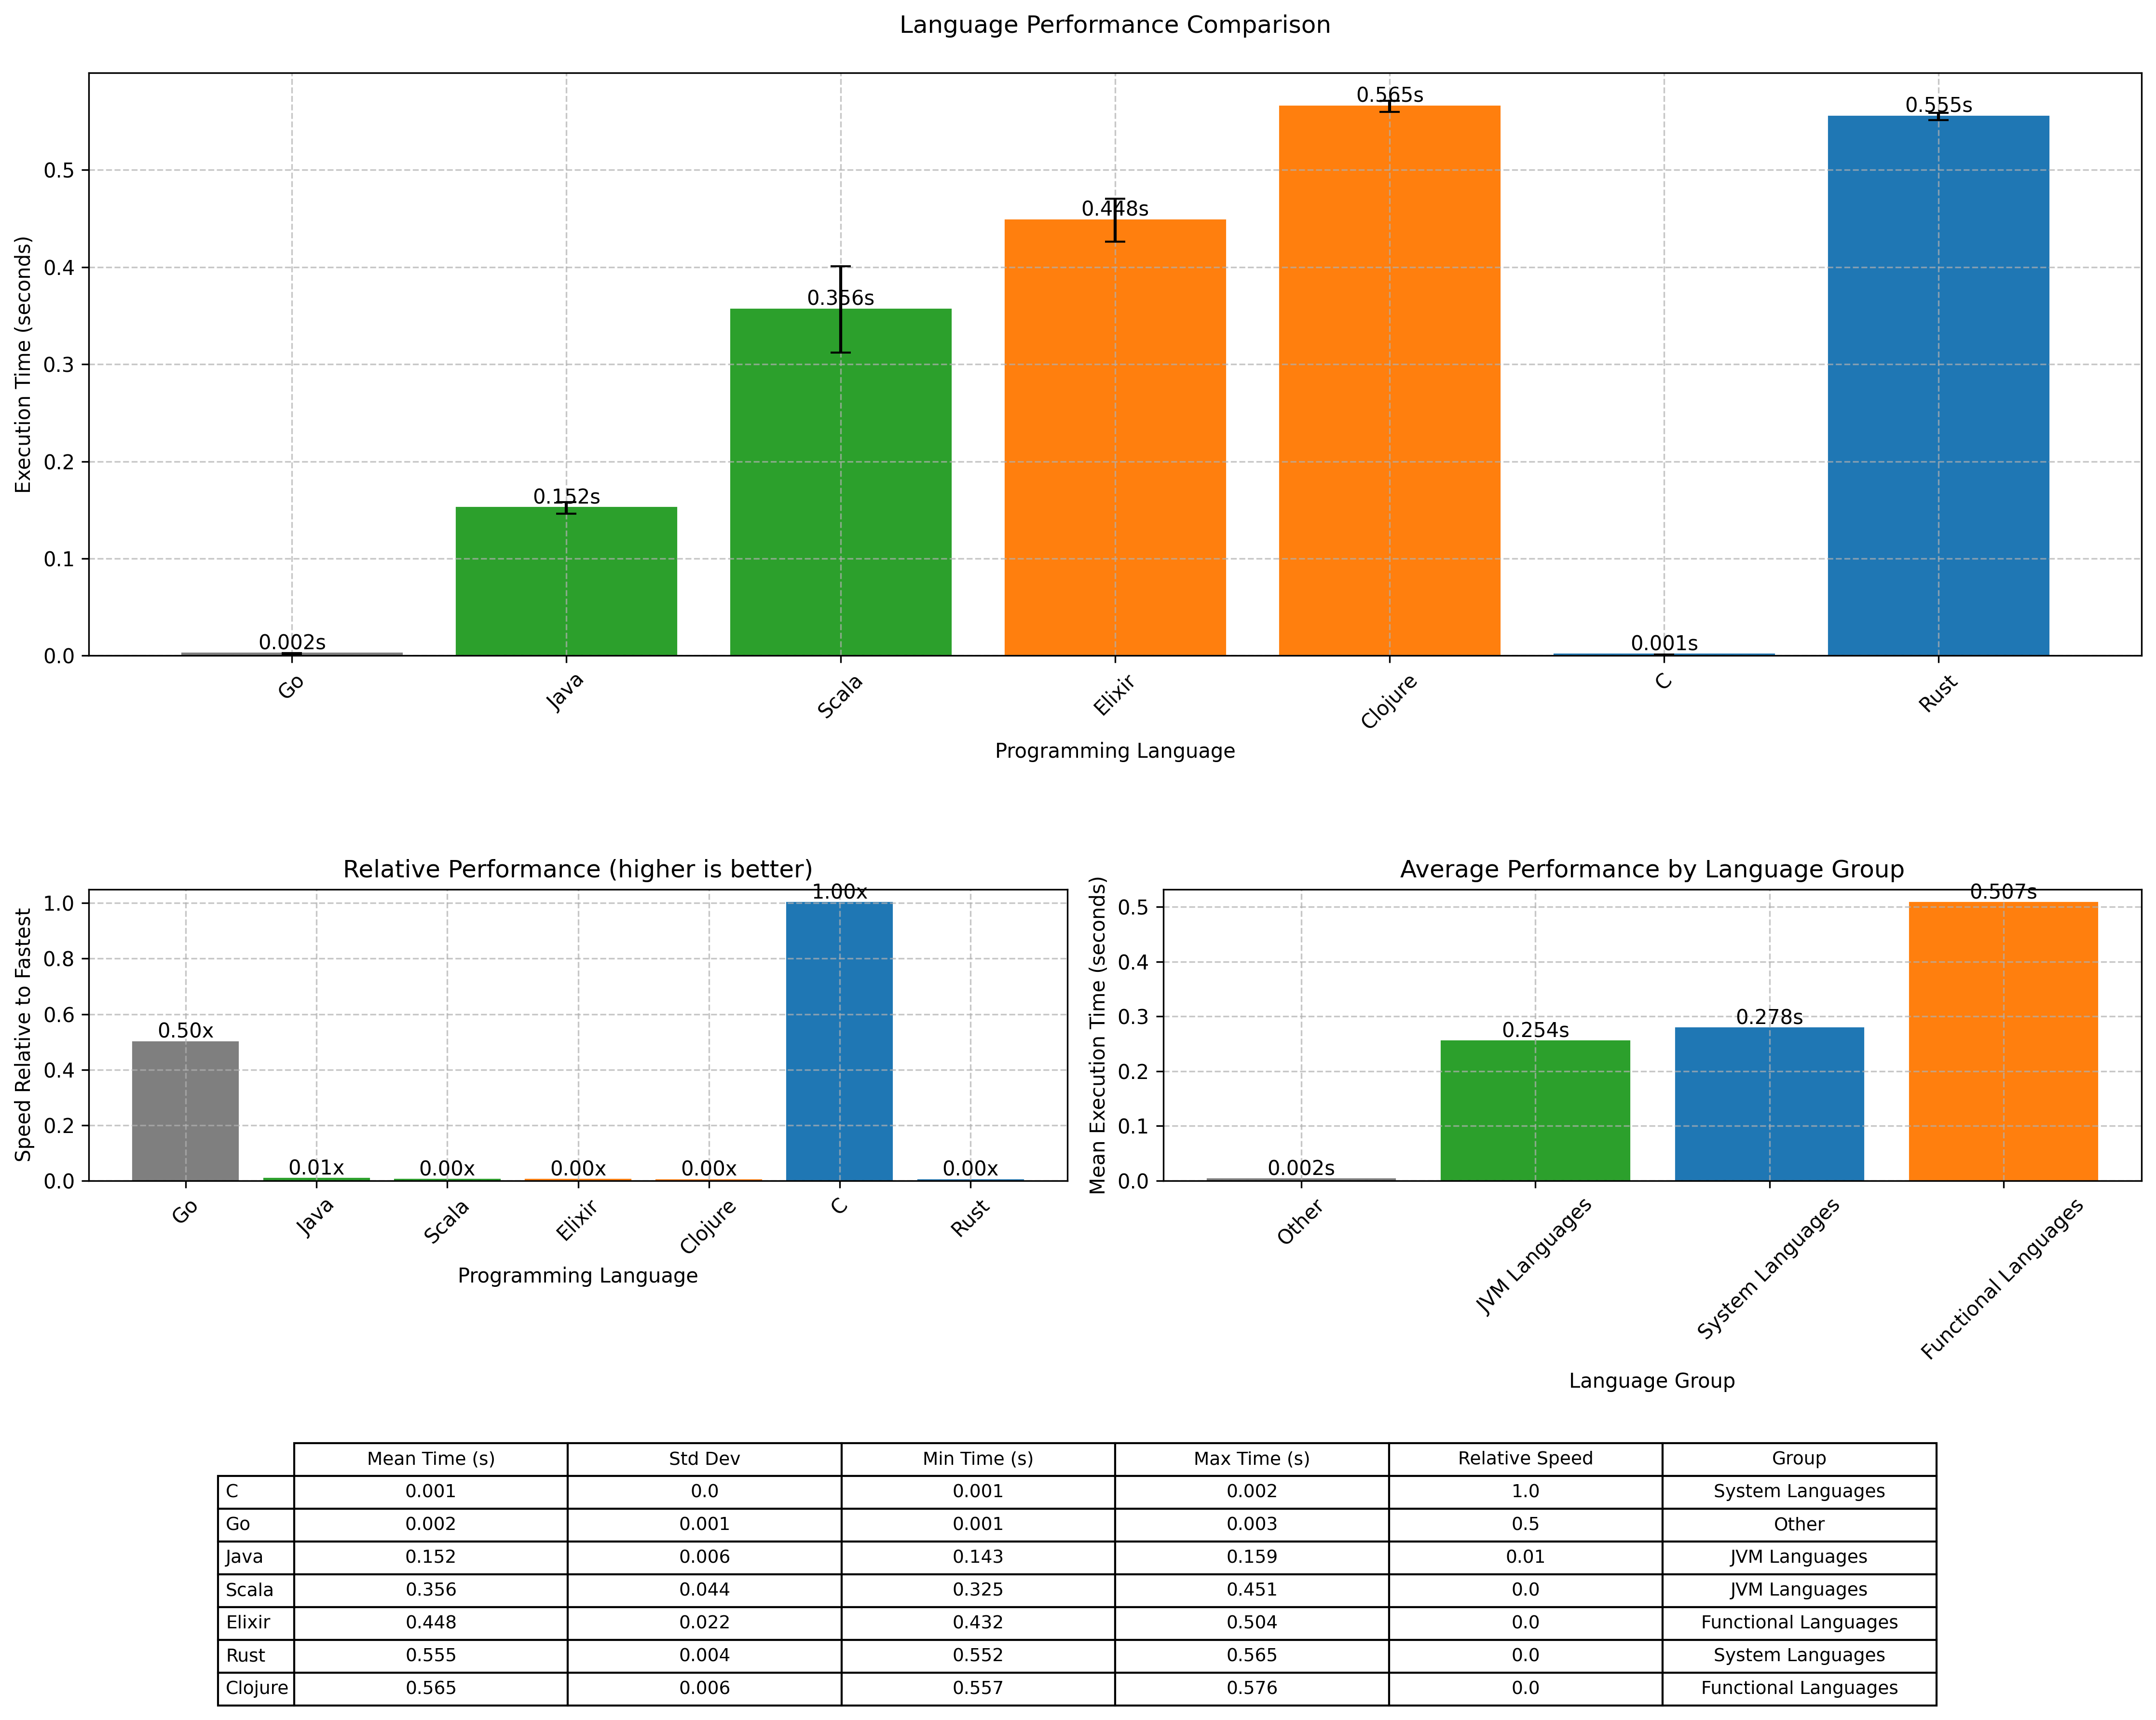 Language Performance Comparison
Execution Time (seconds)
0.5
0.4
0.3
0.2
0.1
0.0
0.002s
0.152s
0.356s
0.448s
0.565s
0.001s
0.555s
Go
Java
Scala
Elixir
Clojure
C
Rust
Programming Language
Relative Performance (higher is better)
Speed Relative to Fastest
1.0
0.8
0.6
0.4
0.2
0.0
0.50x
0.01x
0.00x
0.00x
0.00x
1.00x
0.00x
Go
Java
Scala
Elixir
Clojure
C
Rust
Programming Language
Average Performance by Language Group
Mean Execution Time (seconds)
0.5
0.4
0.3
0.2
0.1
0.0
0.002s
0.254s
0.278s
0.507s
Other
JVM Languages
System Languages
Functional Languages
Language Group
Mean Time (s) Std Dev Min Time (s) Max Time (s) Relative Speed Group
C 0.001 0.0 0.001 0.002 1.0 System Languages
Go 0.002 0.001 0.001 0.003 0.5 Other
Java 0.152 0.006 0.143 0.159 0.01 JVM Languages
Scala 0.356 0.044 0.325 0.451 0.0 JVM Languages
Elixir 0.448 0.022 0.432 0.504 0.0 Functional Languages
Rust 0.555 0.004 0.552 0.565 0.0 System Languages
Clojure 0.565 0.006 0.557 0.576 0.0 Functional Languages